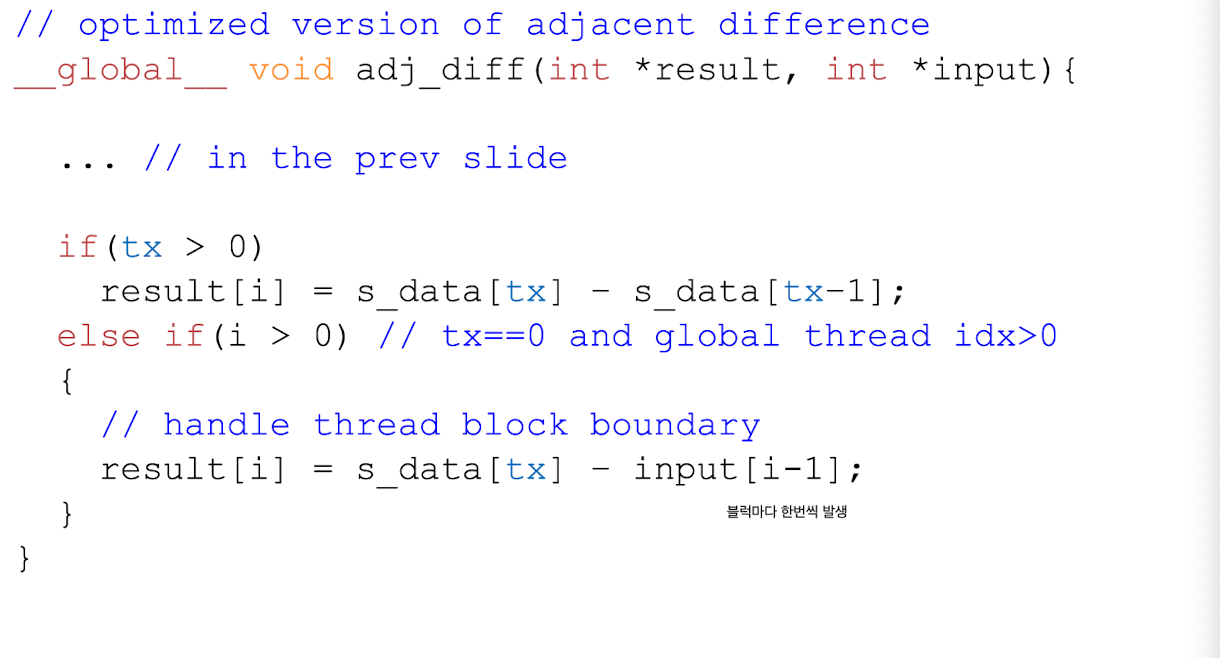 // optimized version of adjacent difference
__global__ void adj_diff(int *result, int *input){
... // in the prev slide
if(tx > 0)
result[i] = s_data[tx] - s_data[tx-1];
else if(i > 0) // tx==0 and global thread idx>0
{
// handle thread block boundary
result[i] = s_data[tx] - input[i-1];
}
블럭마다 한번씩 발생
}